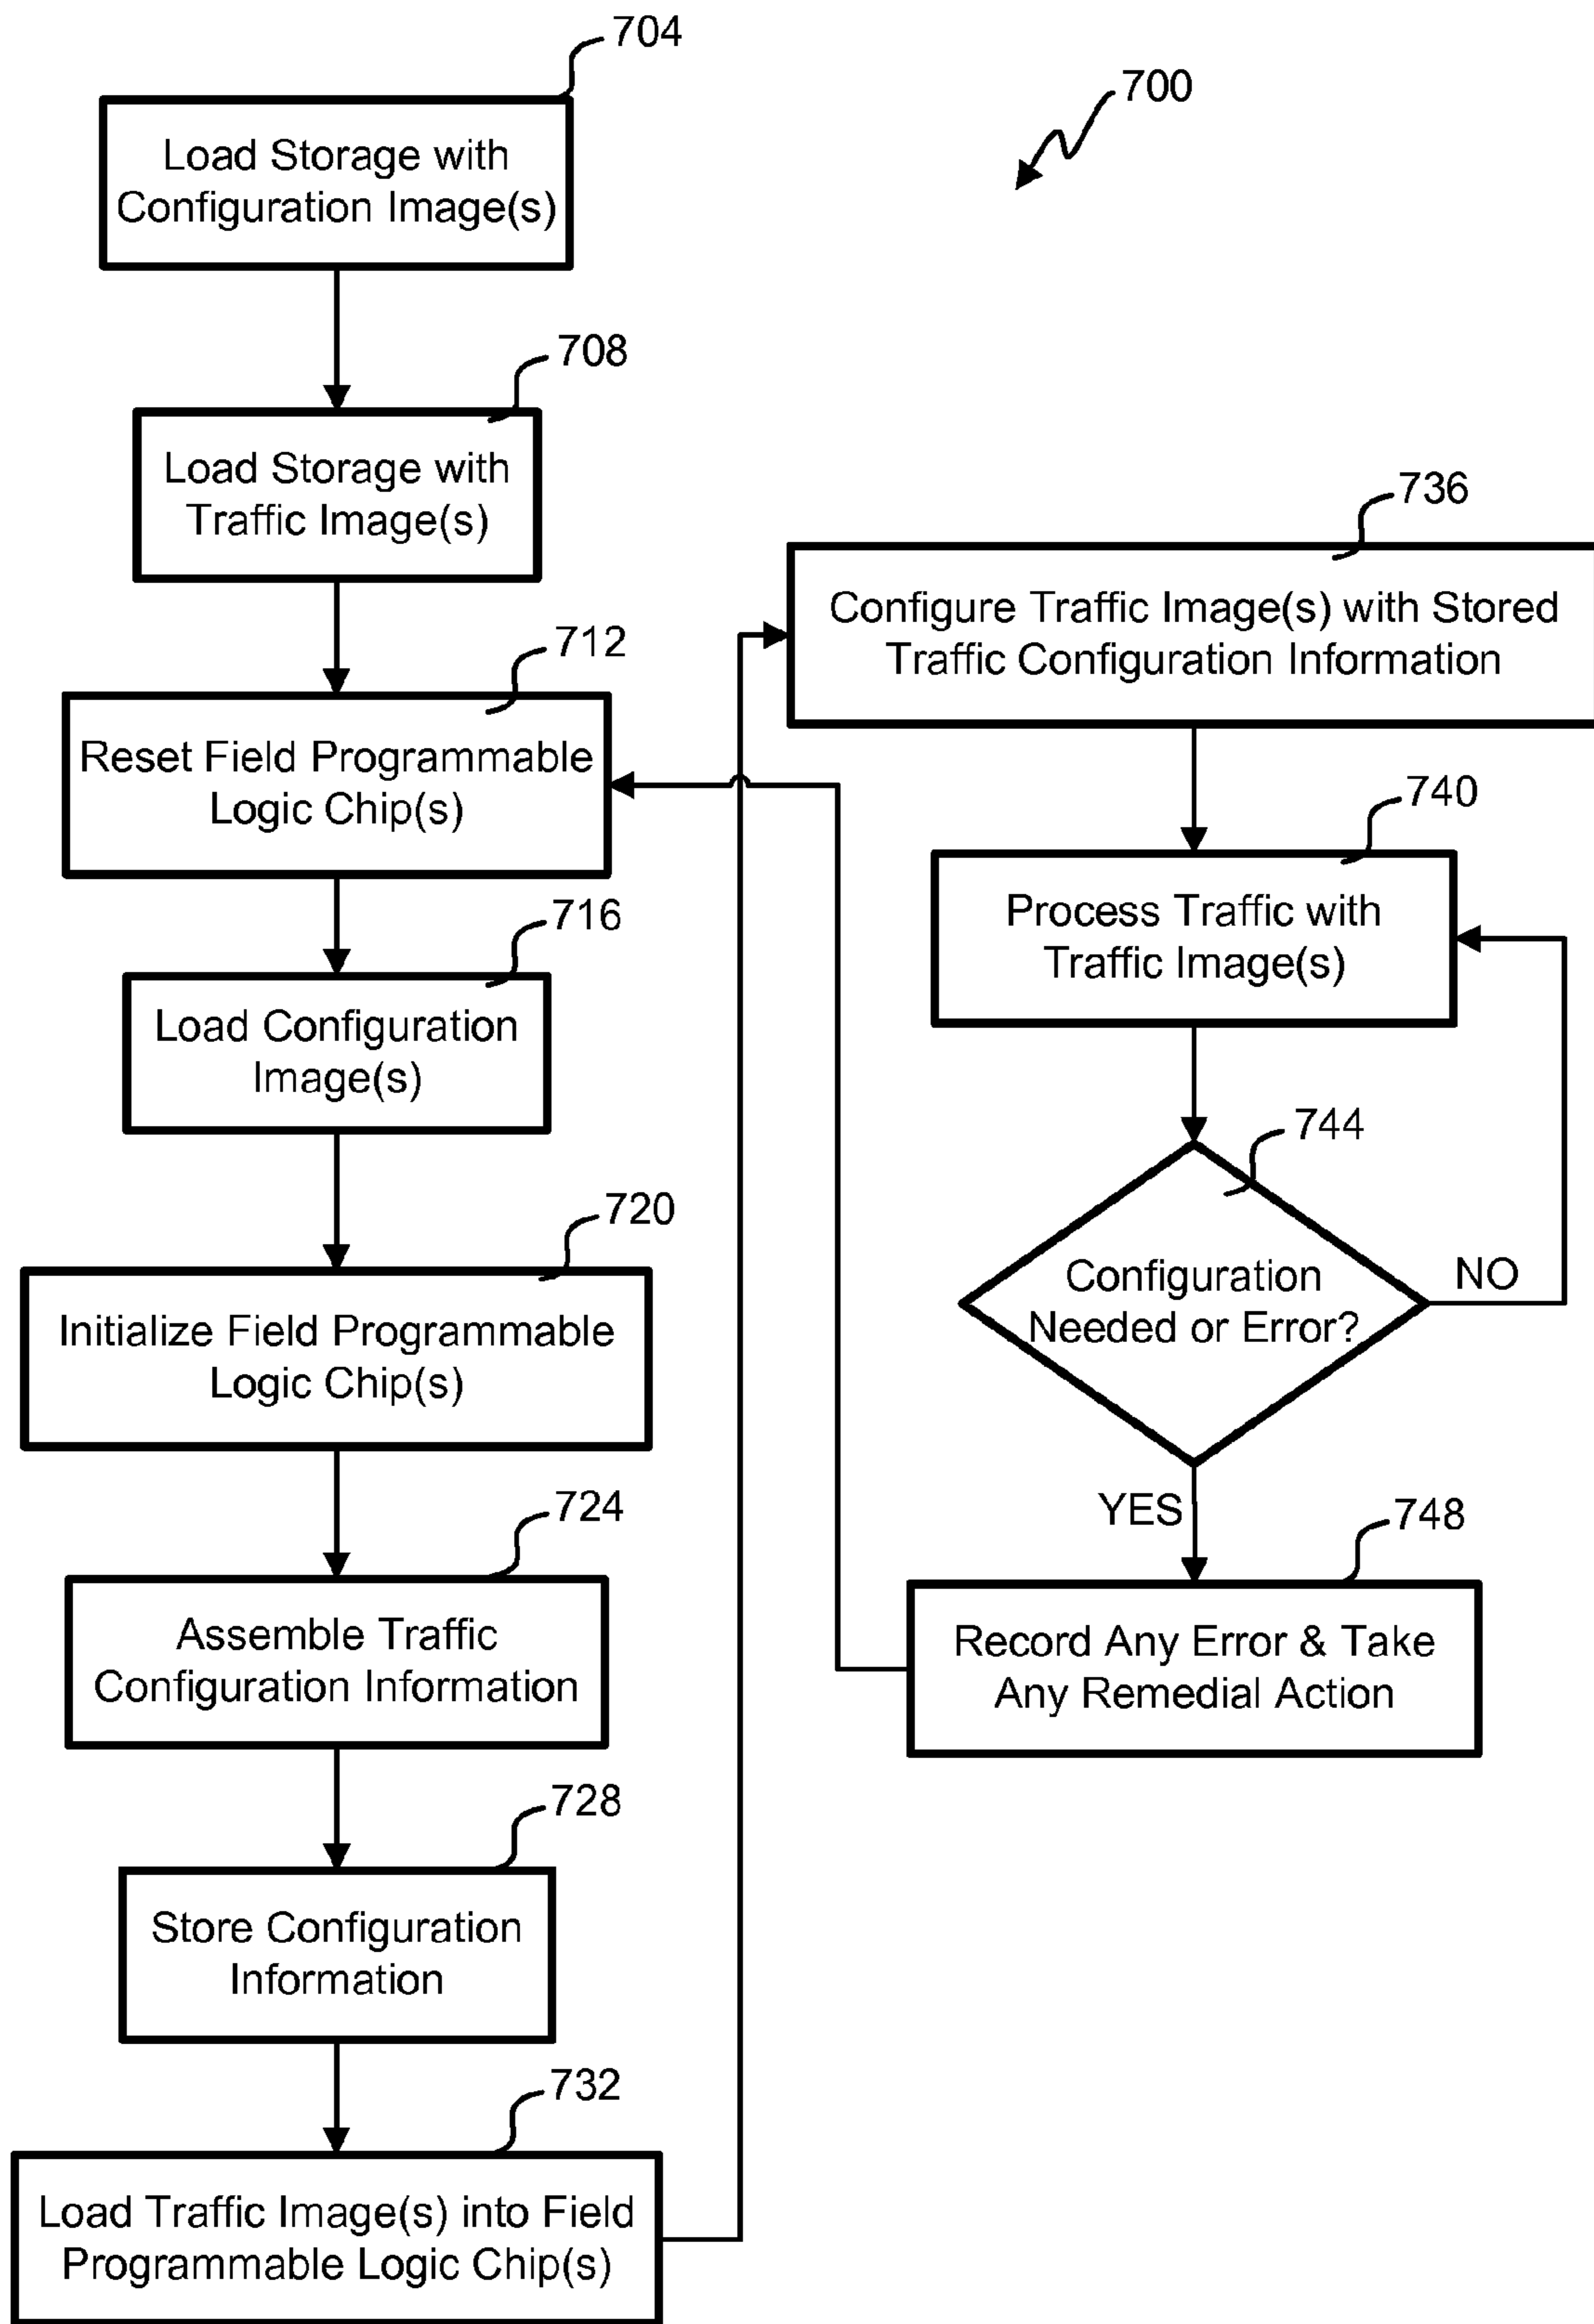 704
700
Load Storage with
Configuration Image(s)
708
Load Storage with
Traffic Image(s)
712
Reset Field Programmable
Logic Chip(s)
716
Load Configuration
Image(s)
720
Initialize Field Programmable
Logic Chip(s)
724
Assemble Traffic
Configuration Information
728
Store Configuration
Information
732
Load Traffic Image(s) into Field
Programmable Logic Chip(s)
736
Configure Traffic Image(s) with Stored
Traffic Configuration Information
740
Process Traffic with
Traffic Image(s)
744
Configuration
Needed or Error?
NO
YES
748
Record Any Error & Take
Any Remedial Action